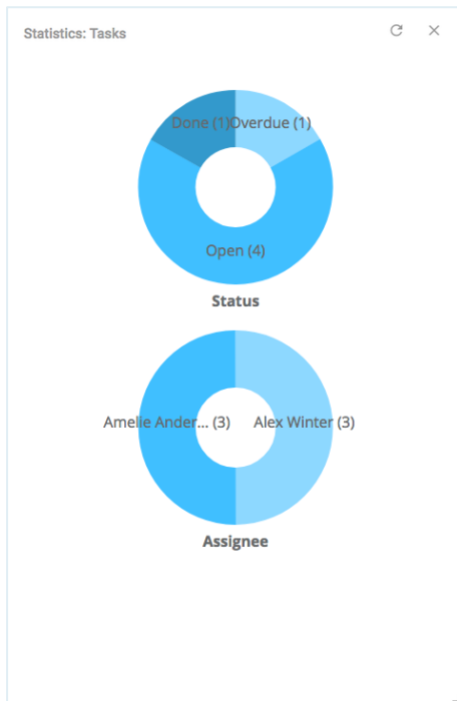 Statistics: Tasks
Done (1) Overdue (1)
Open (4)
Status
Amelie Ander... (3) Alex Winter (3)
Assignee